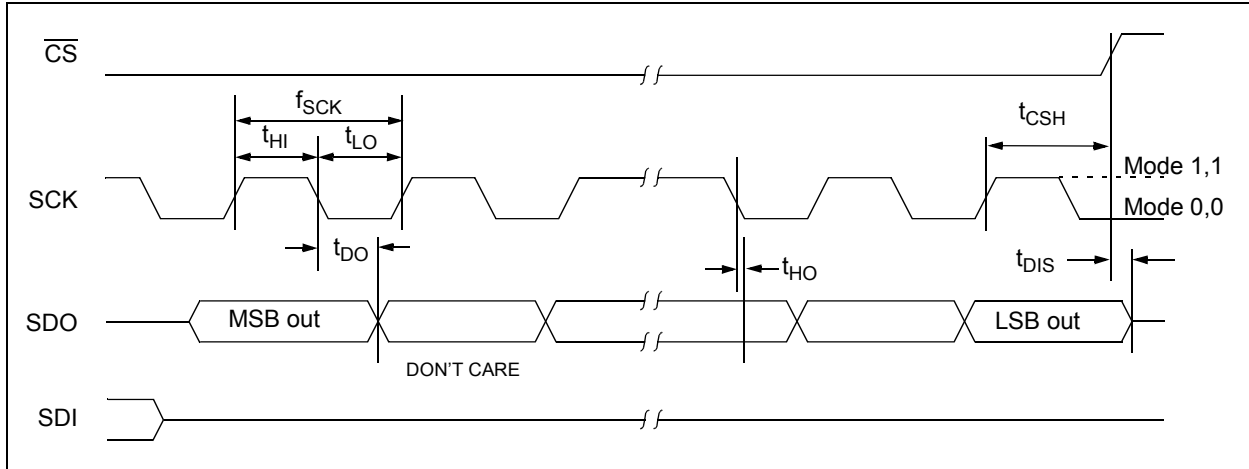 CS
fSCK
tHI tLO
tCSH
Mode 1,1
SCK
Mode 0,0
tDO
tHO
tDIS
SDO
MSB out
LSB out
DON'T CARE
SDI